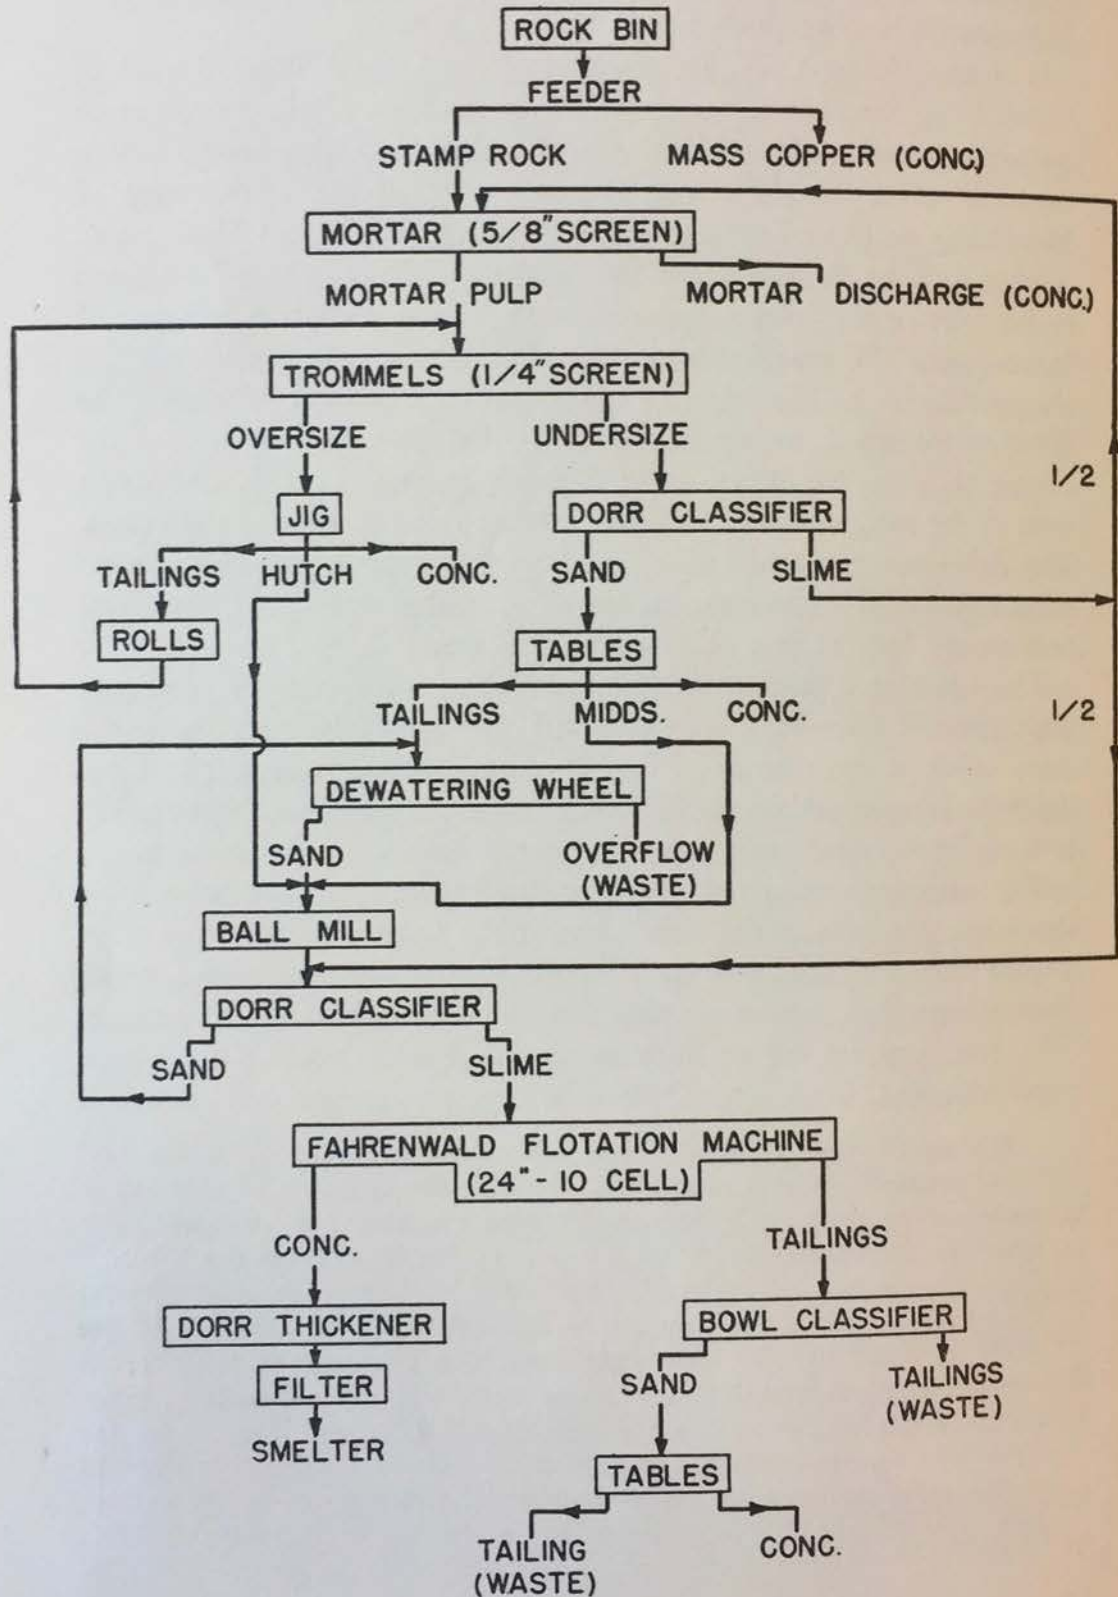 ROCK BIN
FEEDER
STAMP ROCK
MASS COPPER (CONC.)
MORTAR (5/8" SCREEN)
MORTAR PULP
MORTAR DISCHARGE (CONC.)
TROMMELS (1/4" SCREEN)
OVERSIZE
UNDERSIZE
1/2
JIG
DORR CLASSIFIER
TAILINGS
HUTCH
CONC.
SAND
SLIME
ROLLS
TABLES
TAILINGS
MIDDS.
CONC.
1/2
DEWATERING WHEEL
SAND
OVERFLOW
(WASTE)
BALL MILL
DORR CLASSIFIER
SAND
SLIME
FAHRENWALD FLOTATION MACHINE
(24" - 10 CELL)
CONC.
TAILINGS
DORR THICKENER
BOWL CLASSIFIER
FILTER
SAND
TAILINGS
(WASTE)
SMELTER
TABLES
TAILING
(WASTE)
CONC.